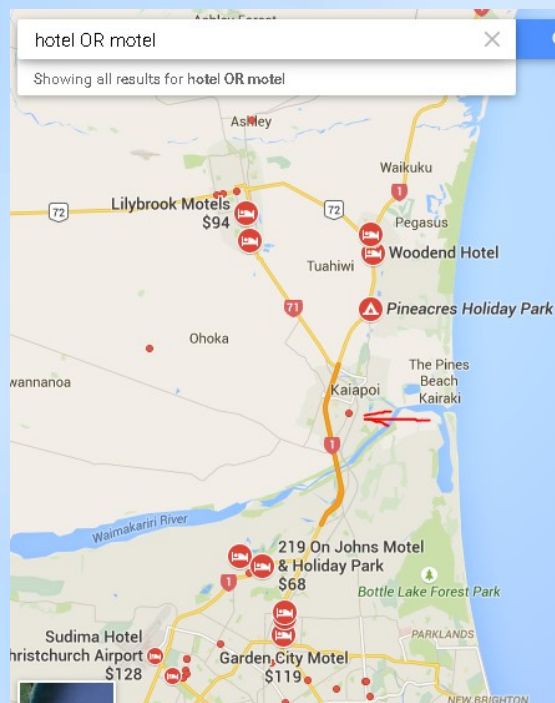 Ashley Forest
hotel OR motel
Showing all results for hotel OR motel
Ashley
Waikuku
1
72
72
Lilybrook Motels
$94
Pegasus
Woodend Hotel
Tuahiwi
71
Pineacres Holiday Park
Ohoka
The Pines
Beach
Kairaki
wannanoa
Kaiapoi
1
Waimakariri River
219 On Johns Motel
& Holiday Park
$68
1
Bottle Lake Forest Park
Sudima Hotel
hristchurch Airport
$128
PARKLANDS
Garden City Motel
$119
NEW BRIGHTON